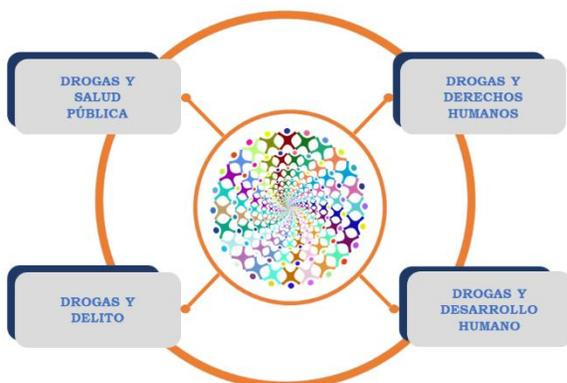 DROGAS Y
SALUD
PÚBLICA
DROGAS Y
DERECHOS
HUMANOS
DROGAS Y
DELITO
DROGAS Y
DESARROLLO
HUMANO